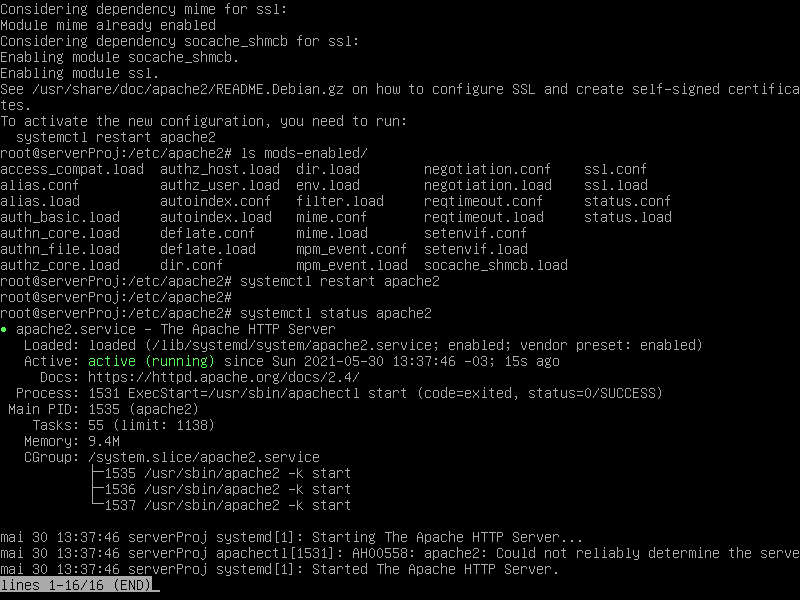 Considering dependency mime for ssl:
Module mime already enabled
Considering dependency socache_shmcb for ssl:
Enabling module socache_shmcb.
Enabling module ssl.
See /usr/share/doc/apache2/README.Debian.gz on how to configure SSL and create self-signed certifica
tes.
To activate the new configuration, you need to run:
  systemctl restart apache2
root@serverProj:/etc/apache2# ls mods-enabled/
access_compat.load  authz_host.load  dir.load        negotiation.conf    ssl.conf
alias.conf          authz_user.load  env.load        negotiation.load    ssl.load
alias.load          autoindex.conf   filter.load     reqtimeout.conf     status.conf
auth_basic.load     autoindex.load   mime.conf       reqtimeout.load     status.load
authn_core.load     deflate.conf     mime.load       setenvif.conf
authn_file.load     deflate.load     mpm_event.conf  setenvif.load
authz_core.load     dir.conf         mpm_event.load  socache_shmcb.load
root@serverProj:/etc/apache2# systemctl restart apache2
root@serverProj:/etc/apache2#
root@serverProj:/etc/apache2# systemctl status apache2
● apache2.service - The Apache HTTP Server
   Loaded: loaded (/lib/systemd/system/apache2.service; enabled; vendor preset: enabled)
   Active: active (running) since Sun 2021-05-30 13:37:46 -03; 15s ago
     Docs: https://httpd.apache.org/docs/2.4/
  Process: 1531 ExecStart=/usr/sbin/apachectl start (code=exited, status=0/SUCCESS)
 Main PID: 1535 (apache2)
    Tasks: 55 (limit: 1138)
   Memory: 9.4M
   CGroup: /system.slice/apache2.service
           ├─1535 /usr/sbin/apache2 -k start
           ├─1536 /usr/sbin/apache2 -k start
           └─1537 /usr/sbin/apache2 -k start
mai 30 13:37:46 serverProj systemd[1]: Starting The Apache HTTP Server...
mai 30 13:37:46 serverProj apachectl[1531]: AH00558: apache2: Could not reliably determine the serve
mai 30 13:37:46 serverProj systemd[1]: Started The Apache HTTP Server.
lines 1-16/16 (END)